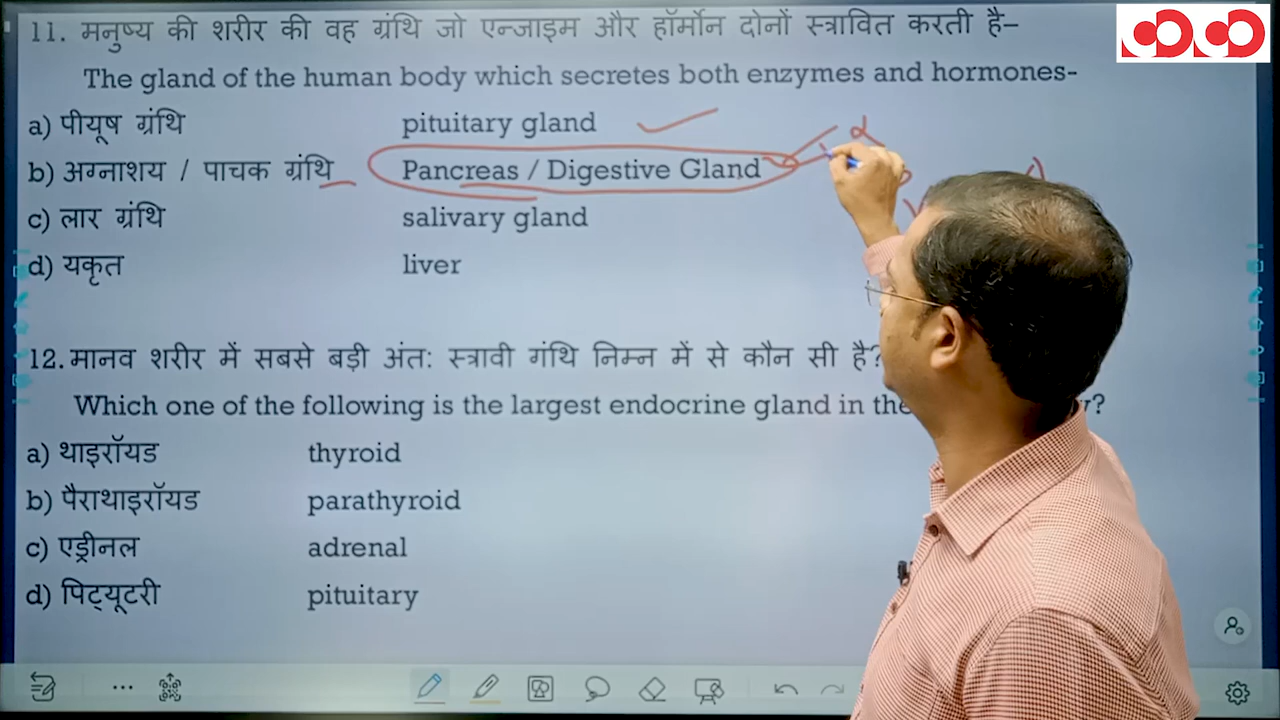 11. मनुष्य की शरीर की वह ग्रंथि जो एन्जाइम और हॉर्मोन दोनों स्त्रावित करती है–
The gland of the human body which secretes both enzymes and hormones-
a) पीयूष ग्रंथि pituitary gland
b) अग्नाशय / पाचक ग्रंथि Pancreas / Digestive Gland
α
c) लार ग्रंथि salivary gland
d) यकृत liver
12. मानव शरीर में सबसे बड़ी अंत: स्त्रावी गंथि निम्न में से कौन सी है?
Which one of the following is the largest endocrine gland in the ?
a) थाइरॉयड thyroid
b) पैराथाइरॉयड parathyroid
c) एड्रीनल adrenal
d) पिट्यूटरी pituitary